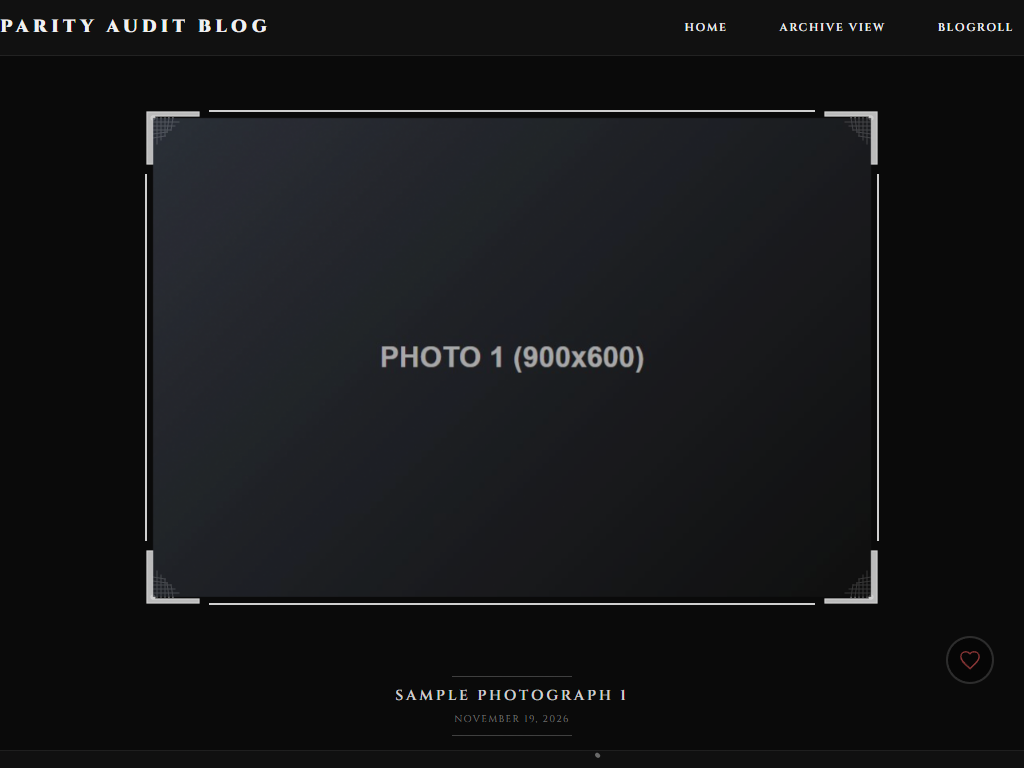 PARITY AUDIT BLOG
HOME ARCHIVE VIEW BLOGROLL
PHOTO 1 (900x600)
SAMPLE PHOTOGRAPH 1
NOVEMBER 19, 2026